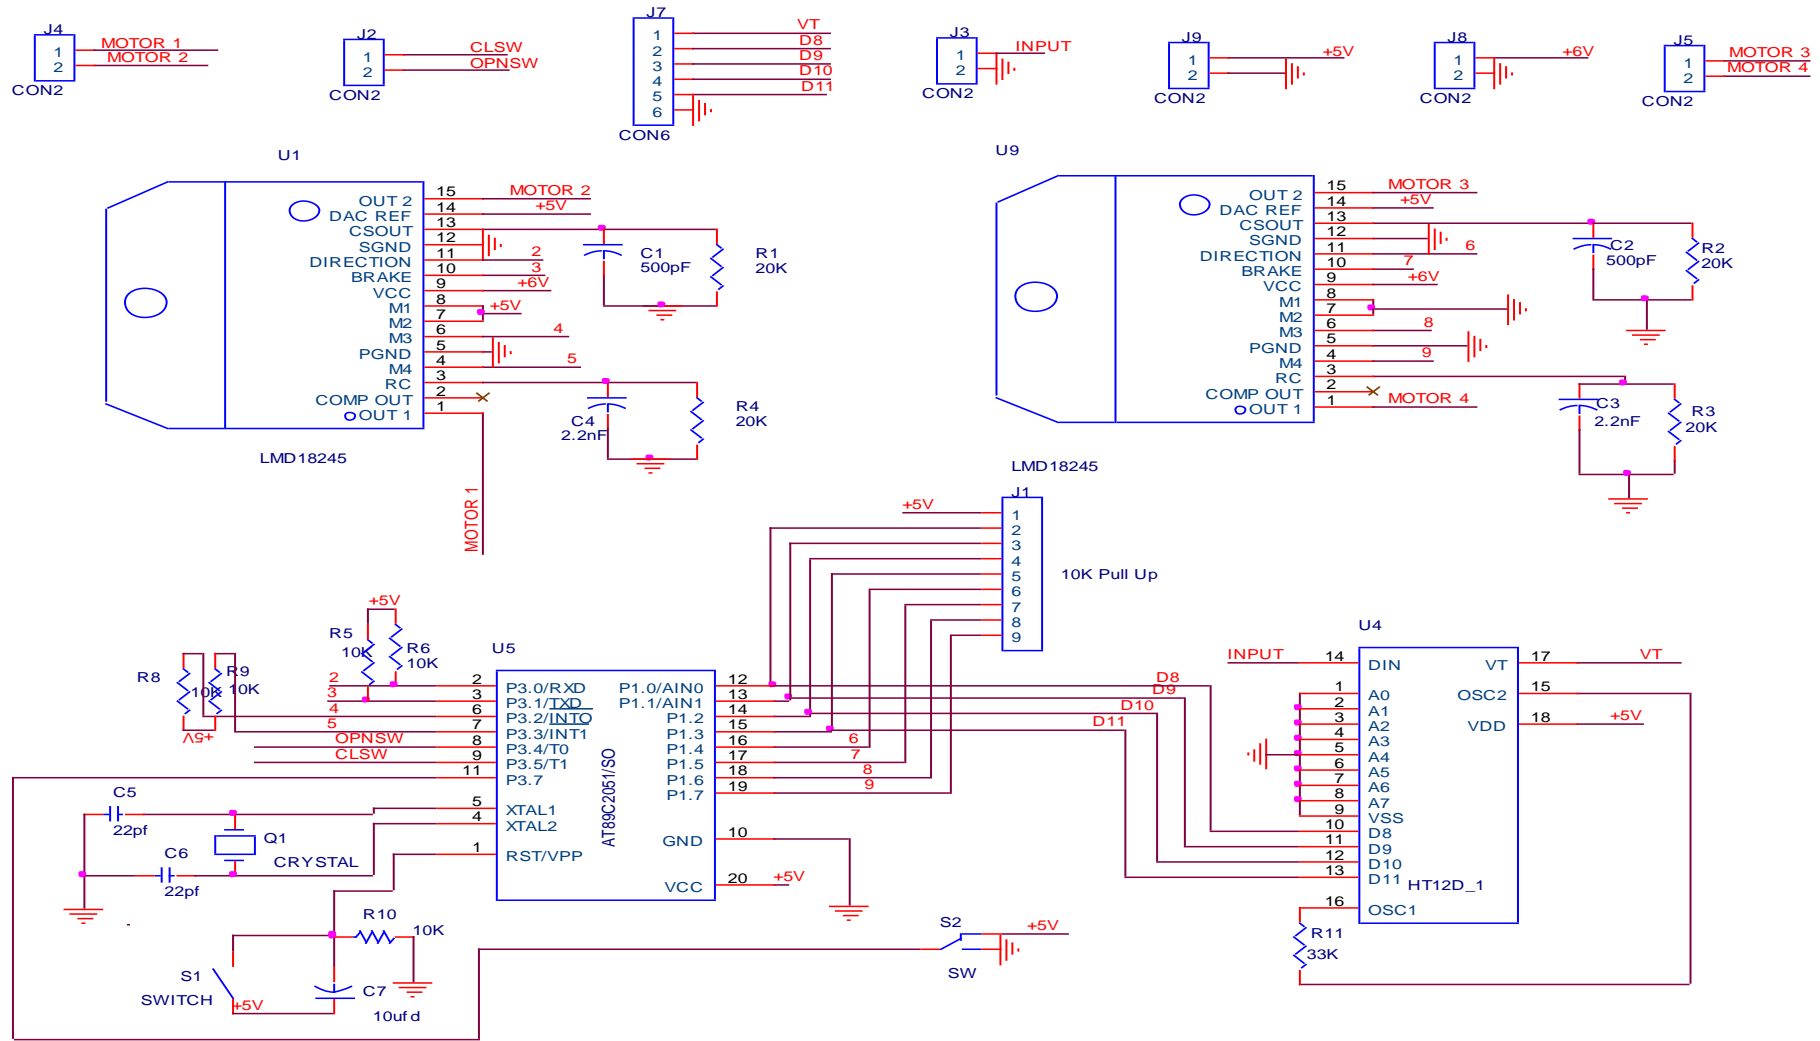 J4
1
2
CON2
MOTOR 1
MOTOR 2
J2
1
2
CON2
CLSW
OPNSW
J7
1
2
3
4
5
6
CON6
VT
D8
D9
D10
D11
J3
1
2
CON2
INPUT
J9
1
2
CON2
+5V
J8
1
2
CON2
+6V
J5
1
2
CON2
MOTOR 3
MOTOR 4
U1
OUT 2 15 MOTOR 2
DAC REF 14 +5V
CSOUT 13
SGND 12
DIRECTION 11 2
BRAKE 10 3
VCC 9 +6V
M1 8 +5V
M2 7
M3 6 4
PGND 5
M4 4 5
RC 3
COMP OUT 2
OUT 1 1
LMD18245
MOTOR 1
C1
500pF
R1
20K
C4
2.2nF
R4
20K
U9
OUT 2 15 MOTOR 3
DAC REF 14 +5V
CSOUT 13
SGND 12
DIRECTION 11 6
BRAKE 10 7
VCC 9 +6V
M1 8
M2 7
M3 6 8
PGND 5
M4 4 9
RC 3
COMP OUT 2
OUT 1 1 MOTOR 4
LMD18245
C2
500pF
R2
20K
C3
2.2nF
R3
20K
J1
+5V 1
2
3
4
5
6
7
8
9
10K Pull Up
+5V
R5
10K
R6
10K
R8
10K
R9
10K
+5V
U5
2 2 P3.0/RXD
3 3 P3.1/TXD
4 6 P3.2/INTO
5 7 P3.3/INT1
OPNSW 8 P3.4/T0
CLSW 9 P3.5/T1
11 P3.7
5 XTAL1
4 XTAL2
1 RST/VPP
AT89C2051/SO
P1.0/AIN0 12 D8
P1.1/AIN1 13 D9
P1.2 14 D10
P1.3 15 D11
P1.4 16 6
P1.5 17 7
P1.6 18 8
P1.7 19 9
GND 10
VCC 20 +5V
C5
22pf
C6
22pf
Q1
CRYSTAL
R10
10K
S1
SWITCH
+5V
C7
10ufd
S2
+5V
SW
U4
INPUT 14 DIN
1 A0
2 A1
3 A2
4 A3
5 A4
6 A5
7 A6
8 A7
9 VSS
10 D8
11 D9
12 D10
13 D11
16 OSC1
VT 17 VT
OSC2 15
VDD 18 +5V
HT12D_1
R11
33K